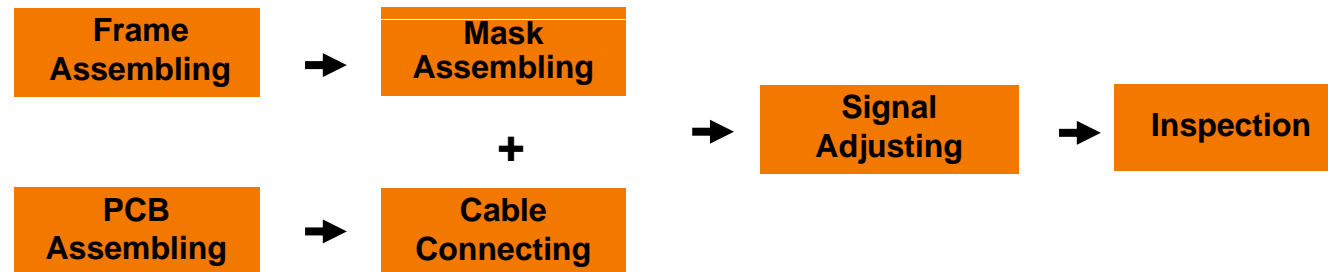 Frame
Assembling
Mask
Assembling
+
PCB
Assembling
Cable
Connecting
Signal
Adjusting
Inspection